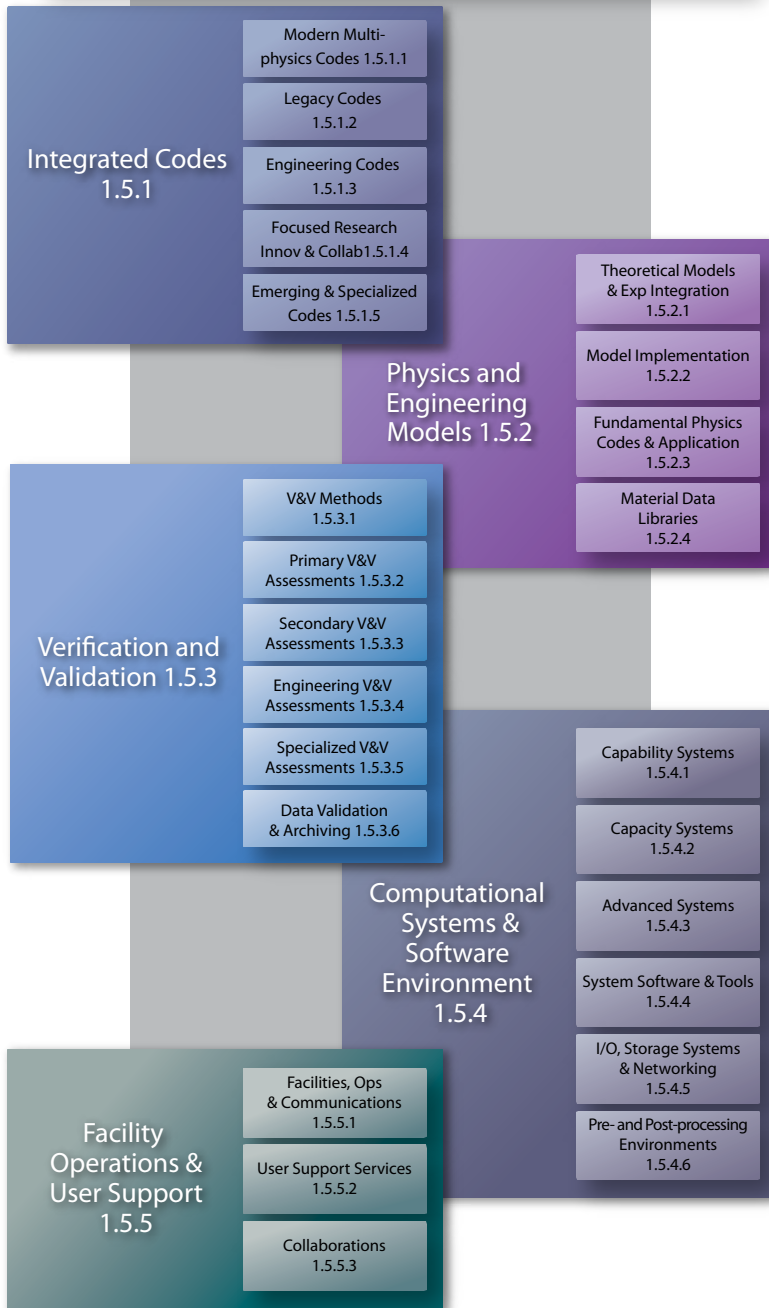 Integrated Codes
1.5.1
Modern Multi-
physics Codes 1.5.1.1
Legacy Codes
1.5.1.2
Engineering Codes
1.5.1.3
Focused Research
Innov & Collab1.5.1.4
Emerging & Specialized
Codes 1.5.1.5
Physics and
Engineering
Models 1.5.2
Theoretical Models
& Exp Integration
1.5.2.1
Model Implementation
1.5.2.2
Fundamental Physics
Codes & Application
1.5.2.3
Material Data
Libraries
1.5.2.4
Verification and
Validation 1.5.3
V&V Methods
1.5.3.1
Primary V&V
Assessments 1.5.3.2
Secondary V&V
Assessments 1.5.3.3
Engineering V&V
Assessments 1.5.3.4
Specialized V&V
Assessments 1.5.3.5
Data Validation
& Archiving 1.5.3.6
Computational
Systems &
Software
Environment
1.5.4
Capability Systems
1.5.4.1
Capacity Systems
1.5.4.2
Advanced Systems
1.5.4.3
System Software & Tools
1.5.4.4
I/O, Storage Systems
& Networking
1.5.4.5
Pre- and Post-processing
Environments
1.5.4.6
Facility
Operations &
User Support
1.5.5
Facilities, Ops
& Communications
1.5.5.1
User Support Services
1.5.5.2
Collaborations
1.5.5.3